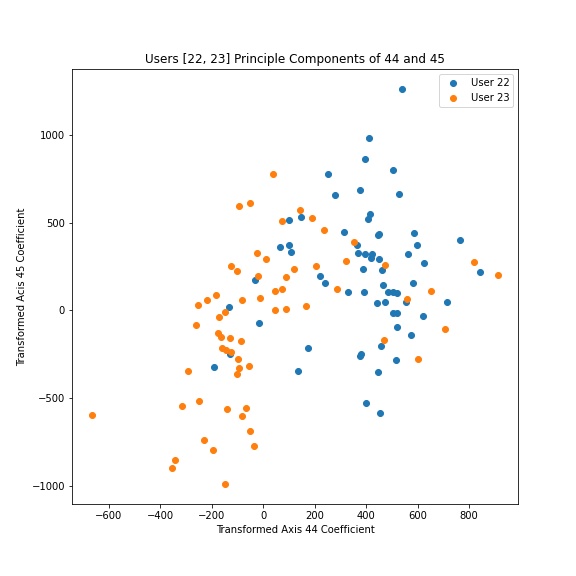 Users [22, 23] Principle Components of 44 and 45
User 22
User 23
1000
500
0
−500
−1000
Transformed Acis 45 Coefficient
−600
−400
−200
0
200
400
600
800
Transformed Axis 44 Coefficient